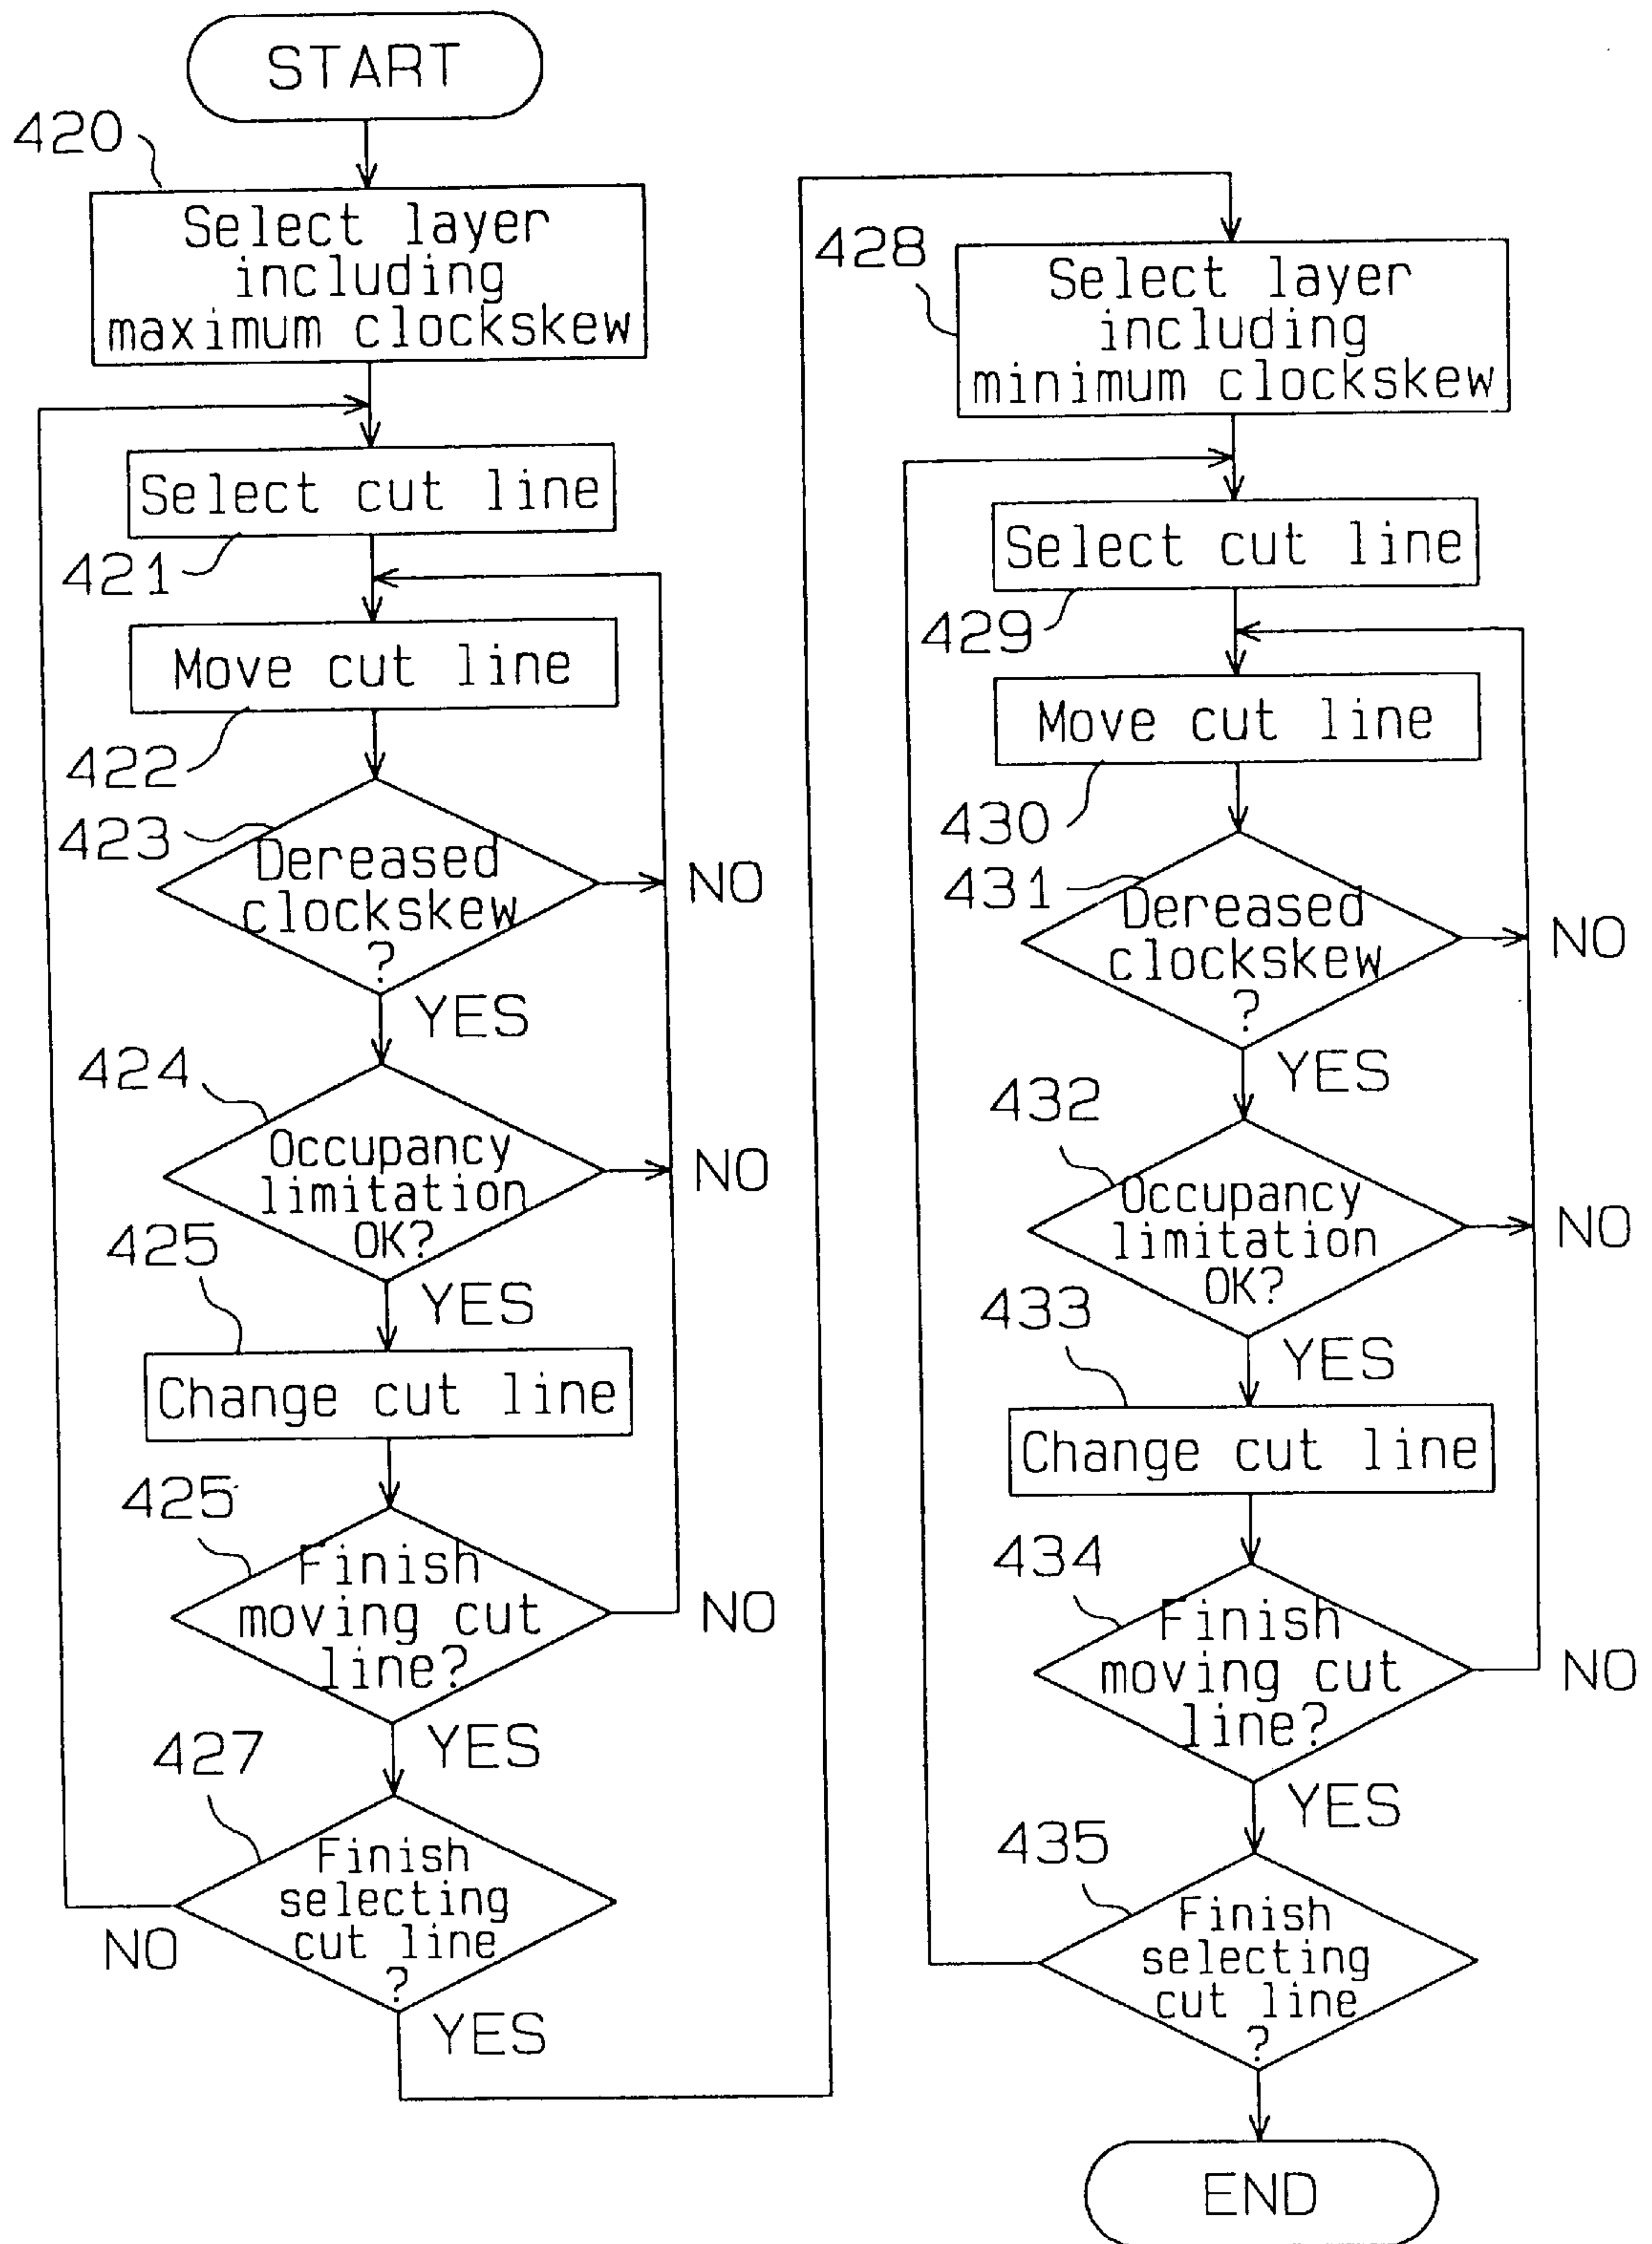 START
420
Select layer
including
maximum clockskew
Select cut line
421
Move cut line
422
423
Dereased
clockskew
?
NO
YES
424
Occupancy
limitation
OK?
NO
YES
425
Change cut line
425
Finish
moving cut
line?
NO
YES
427
Finish
selecting
cut line
?
NO
YES
428
Select layer
including
minimum clockskew
Select cut line
429
Move cut line
430
431
Dereased
clockskew
?
NO
YES
432
Occupancy
limitation
OK?
NO
YES
433
Change cut line
434
Finish
moving cut
line?
NO
YES
435
Finish
selecting
cut line
?
END